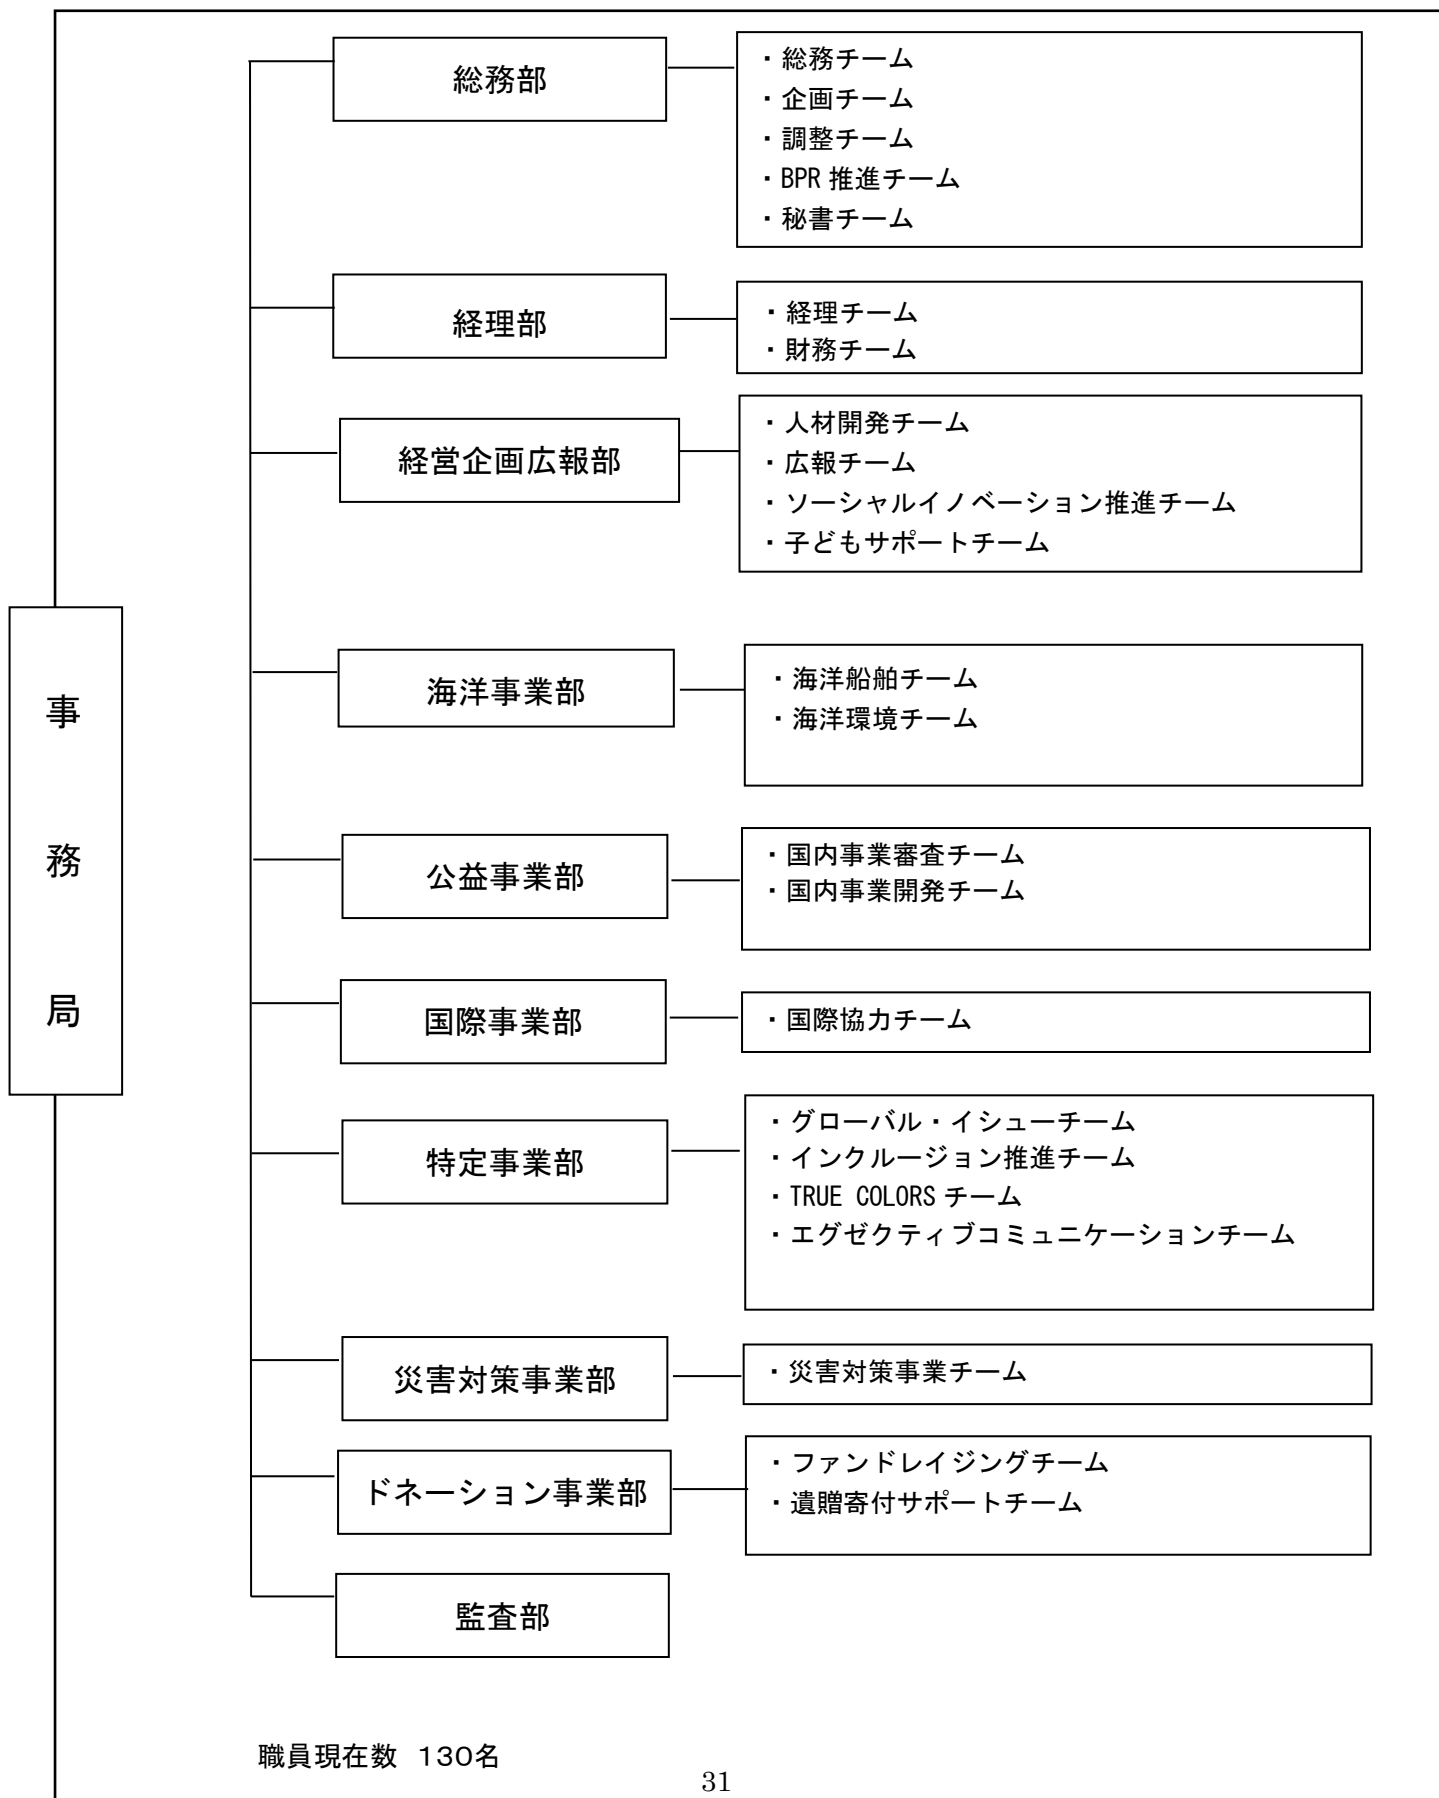 総務部
・総務チーム
・企画チーム
・調整チーム
・BPR 推進チーム
・秘書チーム
経理部
・経理チーム
・財務チーム
経営企画広報部
・人材開発チーム
・広報チーム
・ソーシャルイノベーション推進チーム
・子どもサポートチーム
事務局
海洋事業部
・海洋船舶チーム
・海洋環境チーム
公益事業部
・国内事業審査チーム
・国内事業開発チーム
国際事業部
・国際協力チーム
特定事業部
・グローバル・イシューチーム
・インクルージョン推進チーム
・TRUE COLORS チーム
・エグゼクティブコミュニケーションチーム
災害対策事業部
・災害対策事業チーム
ドネーション事業部
・ファンドレイジングチーム
・遺贈寄付サポートチーム
監査部
職員現在数　１３０名
31